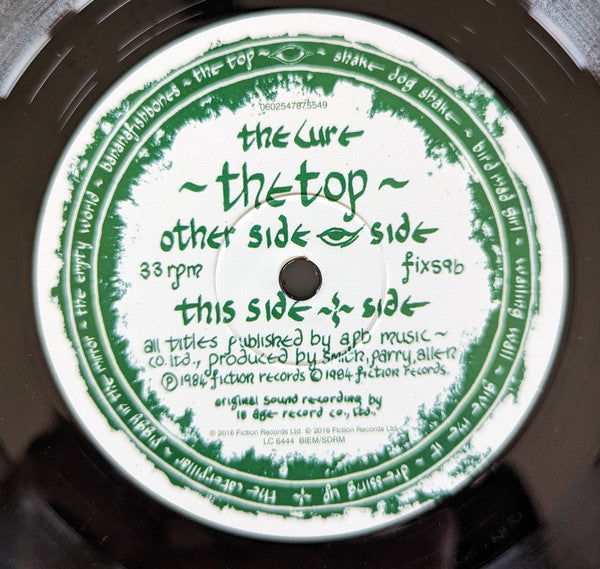 shake dog shake ~ bird mad girl ~ wailing wall ~ give me it ~ dressing up
the caterpillar ~ piggy in the mirror ~ the empty world ~ bananafishbones ~ the top ~
0602547875549
the cure
~ the top ~
other side side
33 rpm fix s9b
this side ~ ~ side
all titles published by apb music ~
co. ltd., produced by smith, parry, allen
℗ 1984 fiction records © 1984 fiction records.
original sound recording by
18 age record co., ltd..
℗ 2016 Fiction Records Ltd. © 2016 Fiction Records Ltd.
LC 6444 BIEM/SDRM